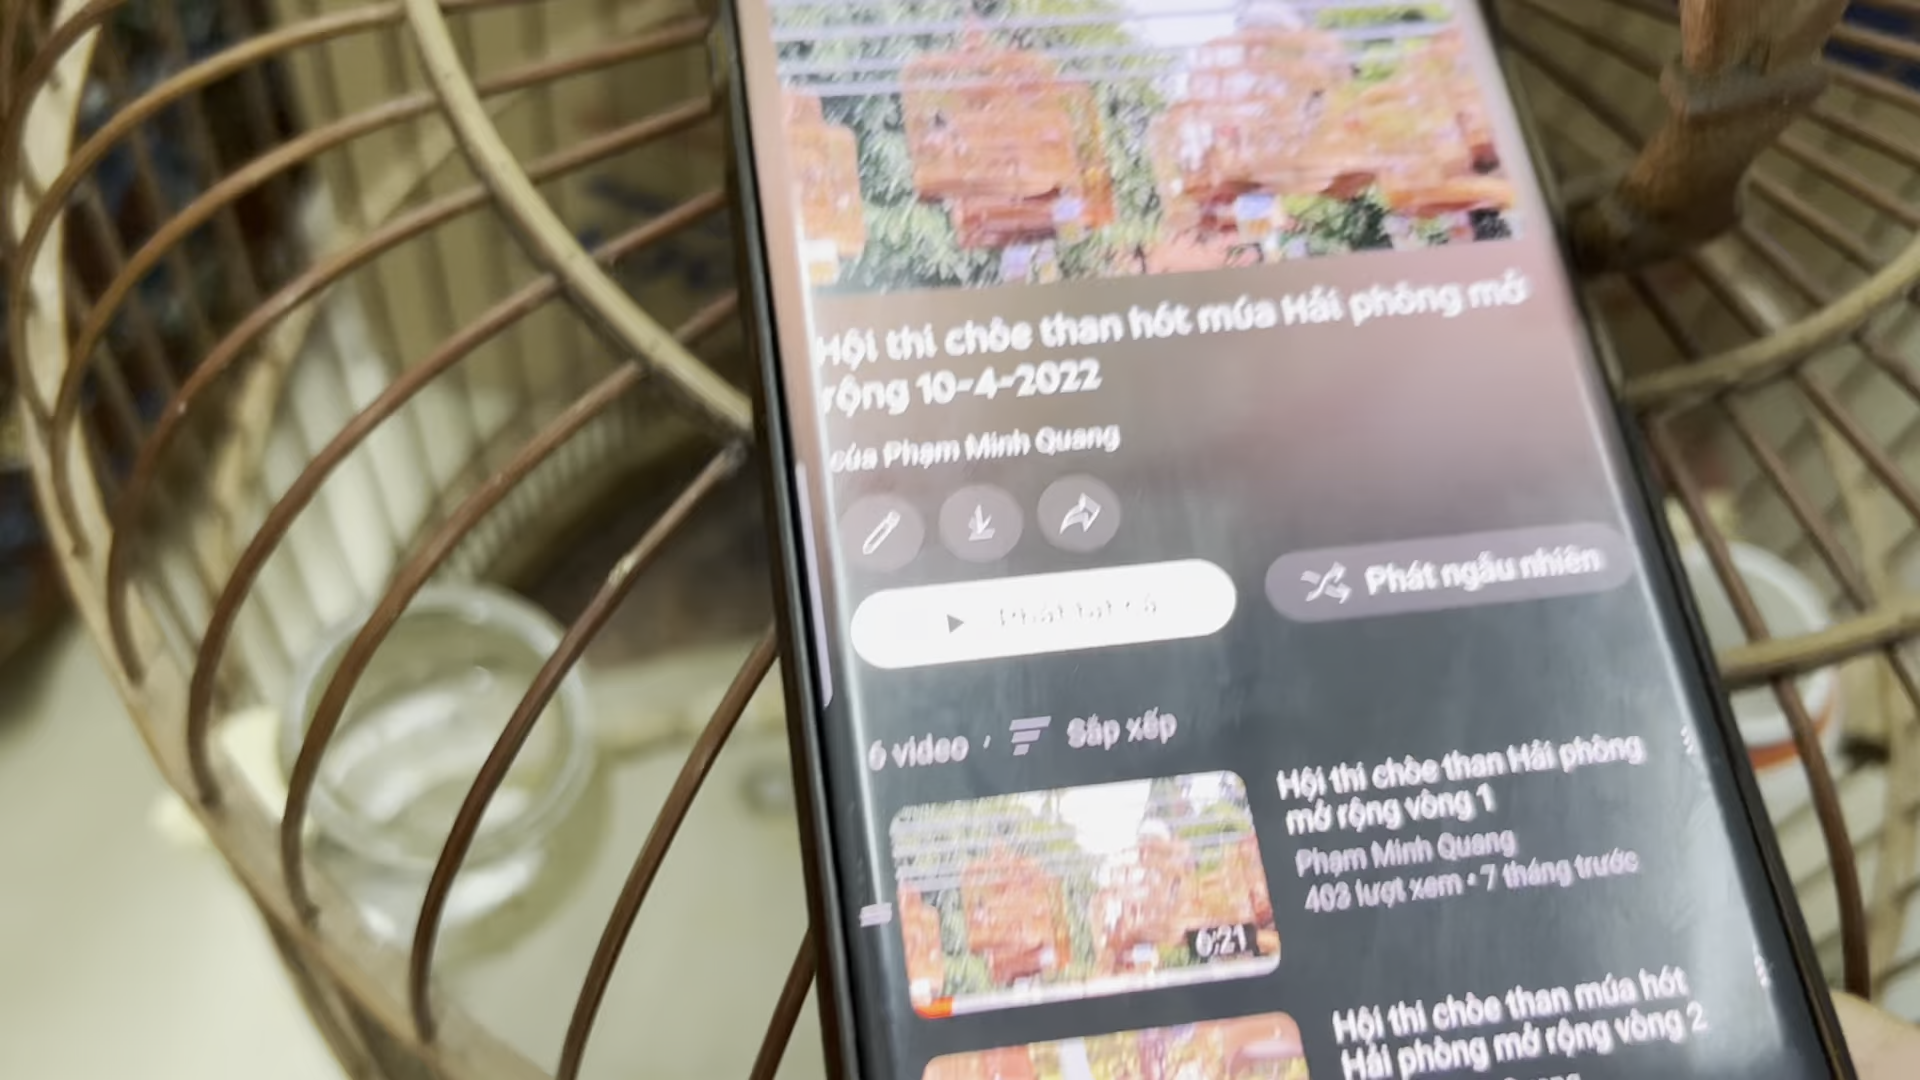 Hội thi chòe than hót múa Hải phòng mở
rộng 10-4-2022
của Phạm Minh Quang
Phát tất cả
Phát ngẫu nhiên
6 video
Sắp xếp
Hội thi chòe than Hải phòng
mở rộng vòng 1
Phạm Minh Quang
403 lượt xem • 7 tháng trước
6:21
Hội thi chòe than múa hót
Hải phòng mở rộng vòng 2